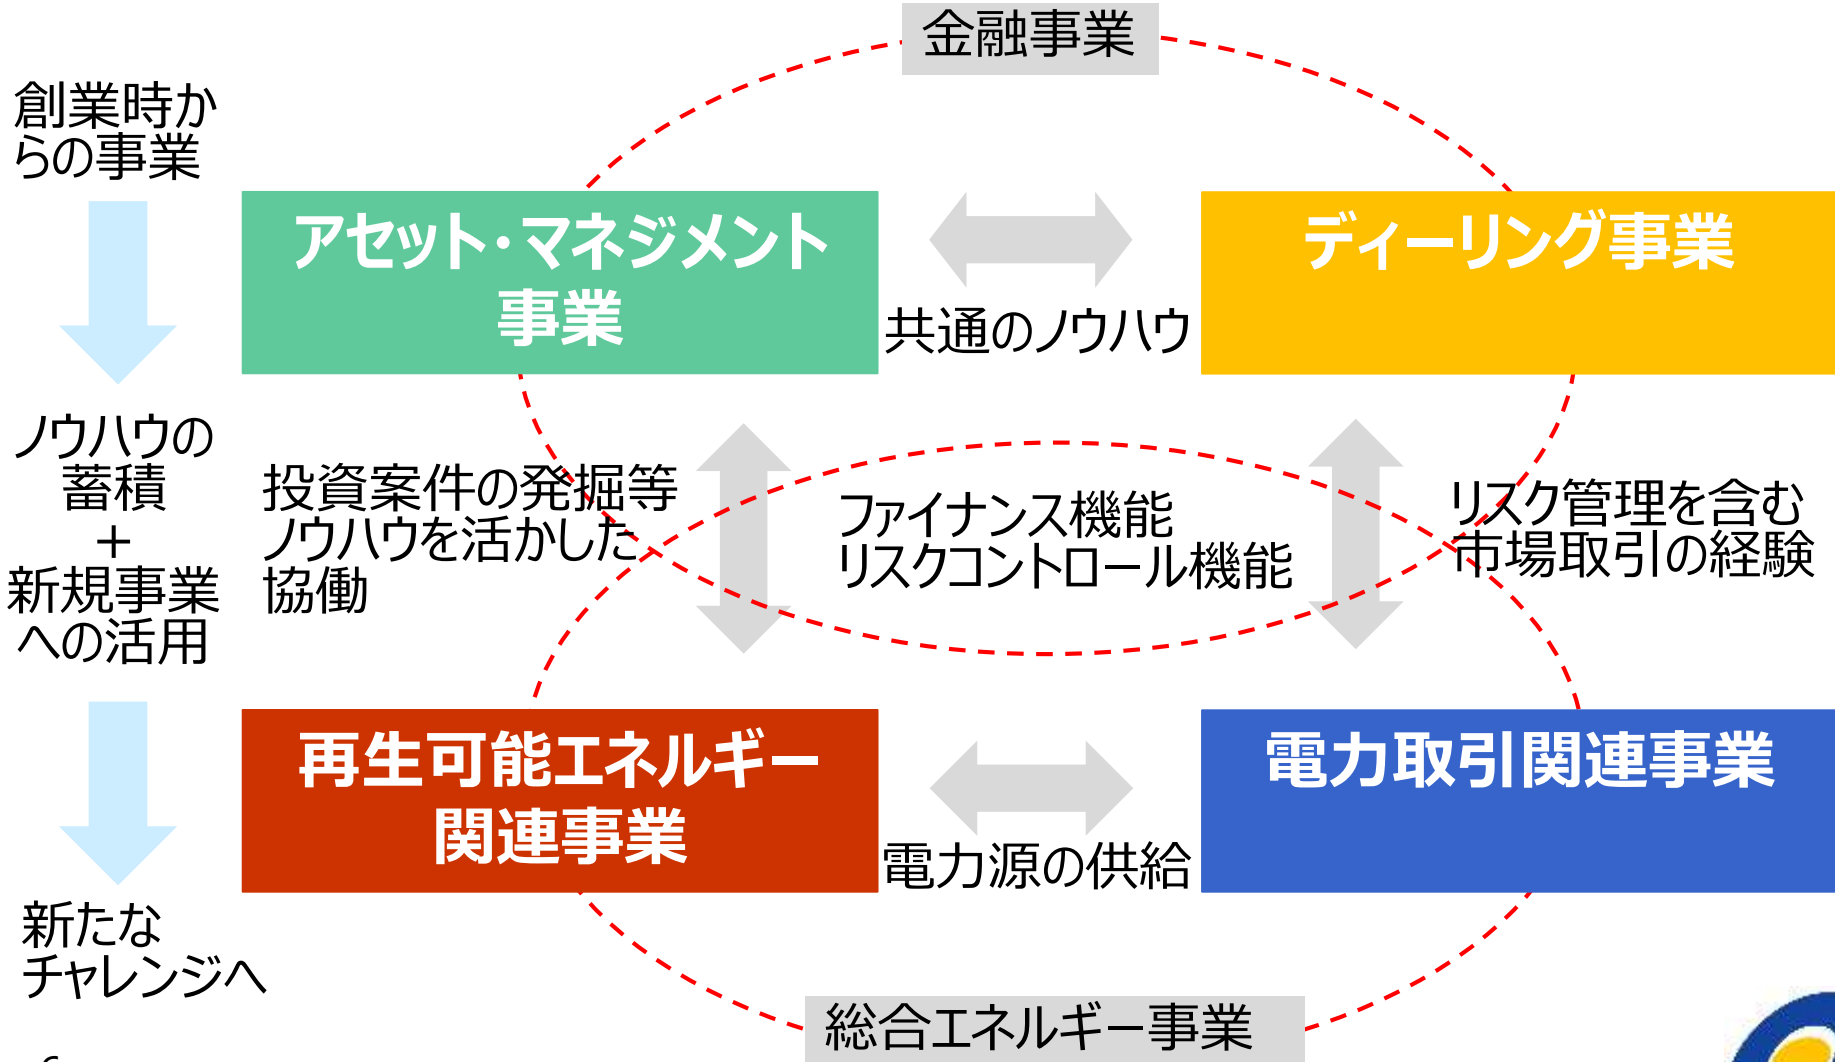 金融事業
創業時か
らの事業
アセット・マネジメント
事業
ディーリング事業
共通のノウハウ
ノウハウの
蓄積
+
新規事業
への活用
投資案件の発掘等
ノウハウを活かした
協働
ファイナンス機能
リスクコントロール機能
リスク管理を含む
市場取引の経験
再生可能エネルギー
関連事業
電力取引関連事業
電力源の供給
新たな
チャレンジへ
総合エネルギー事業